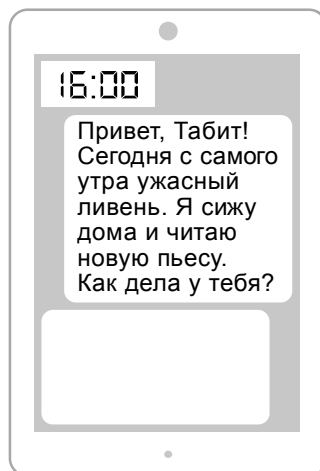 16:00
Привет, Табит!
Сегодня с самого
утра ужасный
ливень. Я сижу
дома и читаю
новую пьесу.
Как дела у тебя?